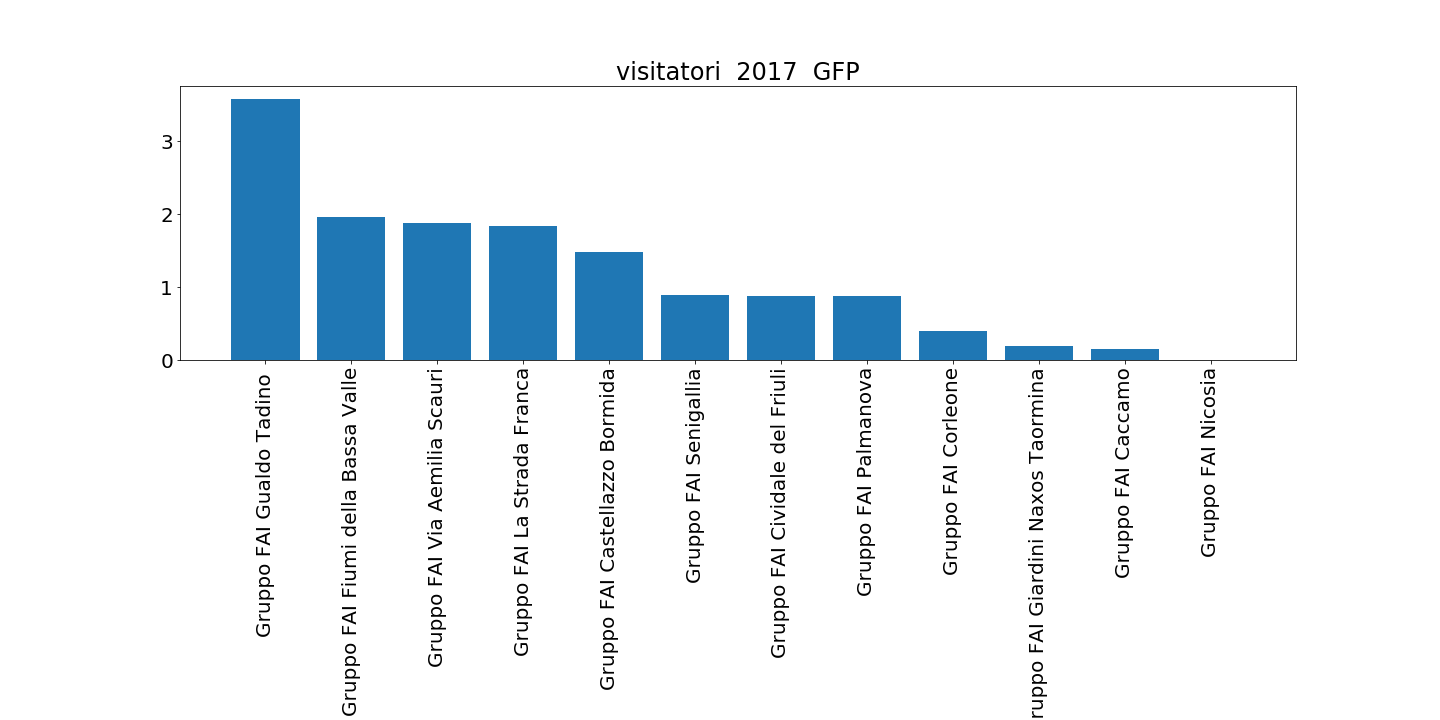 visitatori 2017 GFP
3
2
1
0
Gruppo FAI Gualdo Tadino
Gruppo FAI Fiumi della Bassa Valle
Gruppo FAI Via Aemilia Scauri
Gruppo FAI La Strada Franca
Gruppo FAI Castellazzo Bormida
Gruppo FAI Senigallia
Gruppo FAI Cividale del Friuli
Gruppo FAI Palmanova
Gruppo FAI Corleone
ruppo FAI Giardini Naxos Taormina
Gruppo FAI Caccamo
Gruppo FAI Nicosia